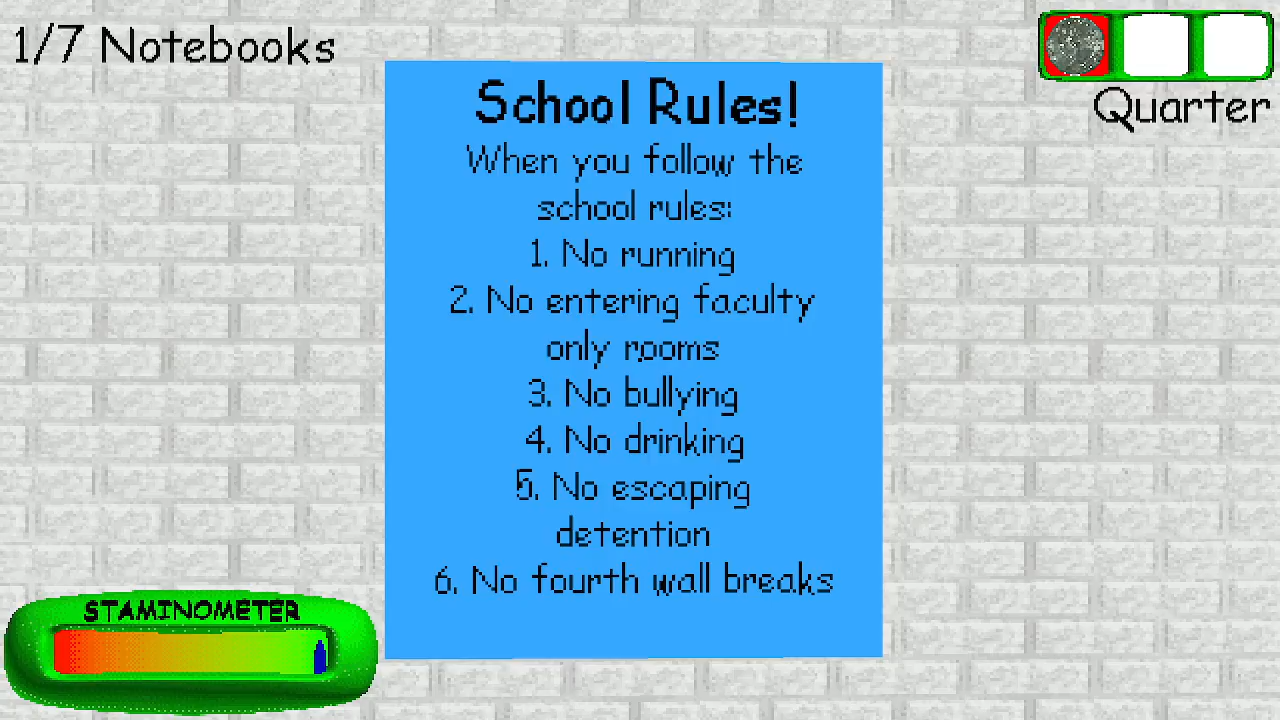 1/7 Notebooks
Quarter
School Rules!
When you follow the
school rules:
1. No running
2. No entering faculty
only rooms
3. No bullying
4. No drinking
5. No escaping
detention
6. No fourth wall breaks
STAMINOMETER